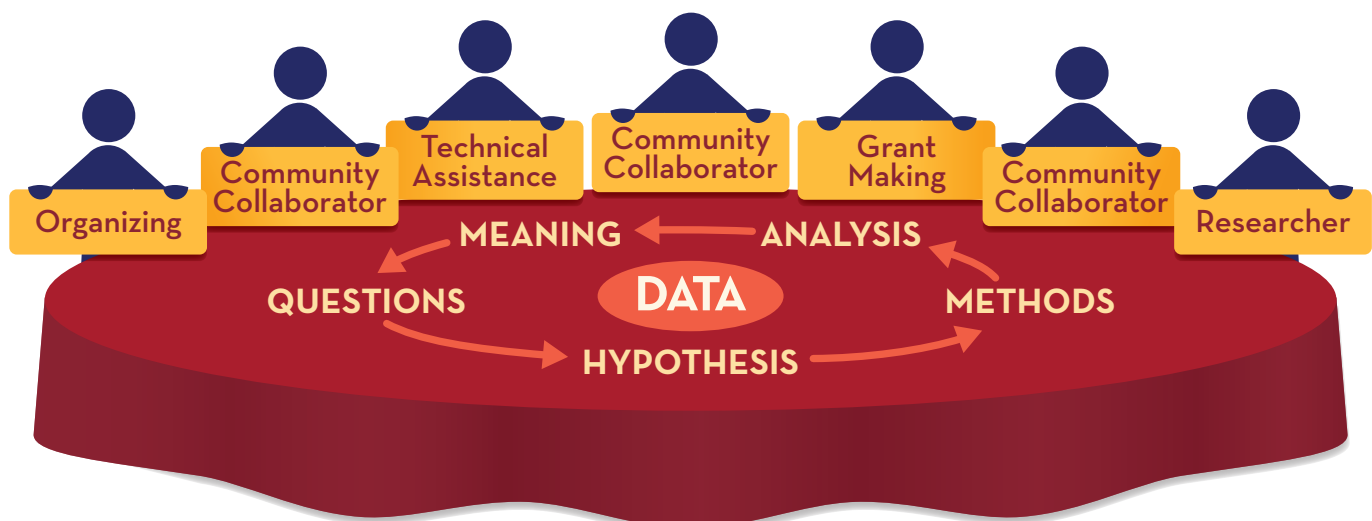 Organizing
Community
Collaborator
Technical
Assistance
Community
Collaborator
Grant
Making
Community
Collaborator
Researcher
MEANING
ANALYSIS
QUESTIONS
DATA
METHODS
HYPOTHESIS